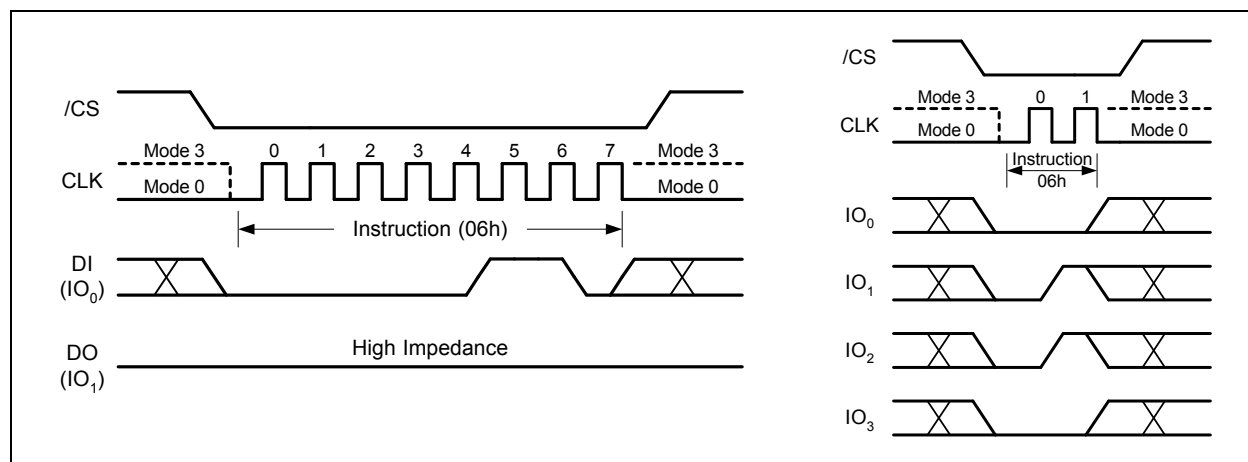 /CS
Mode 3 0 1 2 3 4 5 6 7 Mode 3
CLK
Mode 0 Mode 0
Instruction (06h)
DI
(IO₀)
High Impedance
DO
(IO₁)
/CS
Mode 3 0 1 Mode 3
CLK
Mode 0 Mode 0
Instruction
06h
IO₀
IO₁
IO₂
IO₃